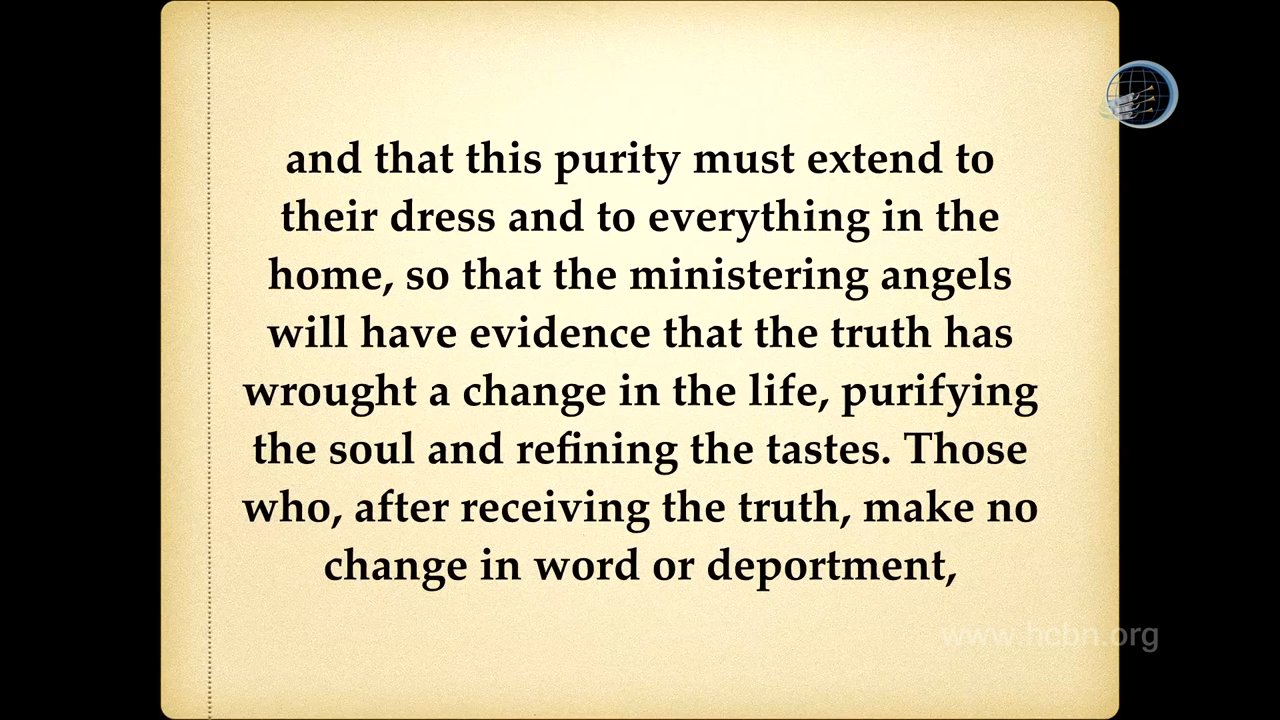 and that this purity must extend to
their dress and to everything in the
home, so that the ministering angels
will have evidence that the truth has
wrought a change in the life, purifying
the soul and refining the tastes. Those
who, after receiving the truth, make no
change in word or deportment,
www.hcbn.org